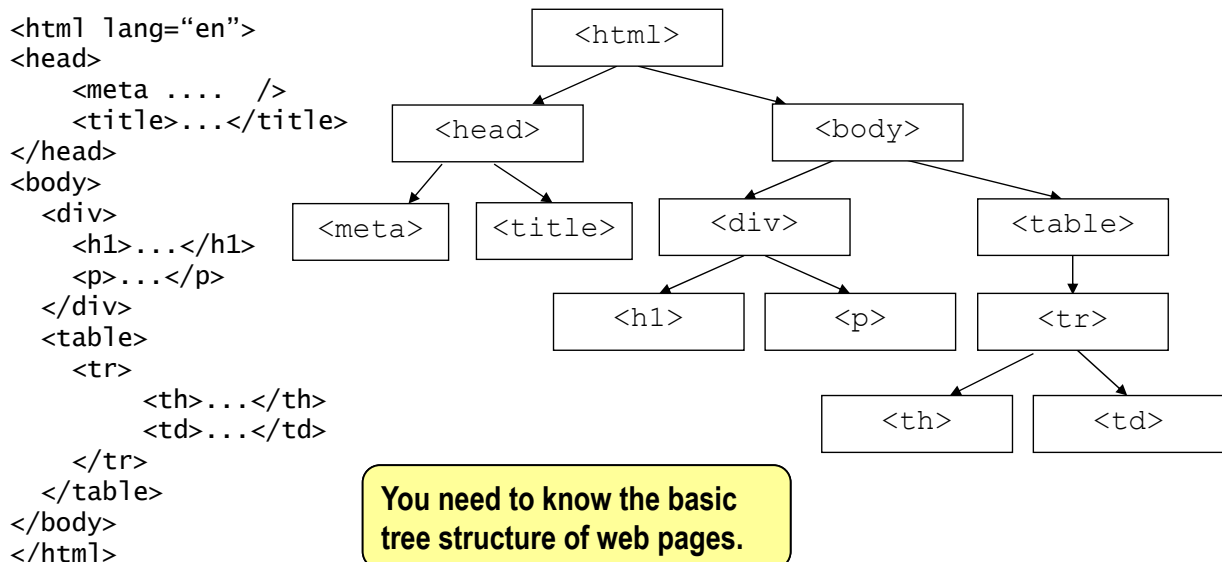 <html lang=“en”>
<head>
<meta ....  />
<title>...</title>
</head>
<body>
<div>
<h1>...</h1>
<p>...</p>
</div>
<table>
<tr>
<th>...</th>
<td>...</td>
</tr>
</table>
</body>
</html>
<html>
<head>
<body>
<meta>
<title>
<div>
<table>
<h1>
<p>
<tr>
<th>
<td>
You need to know the basic
tree structure of web pages.